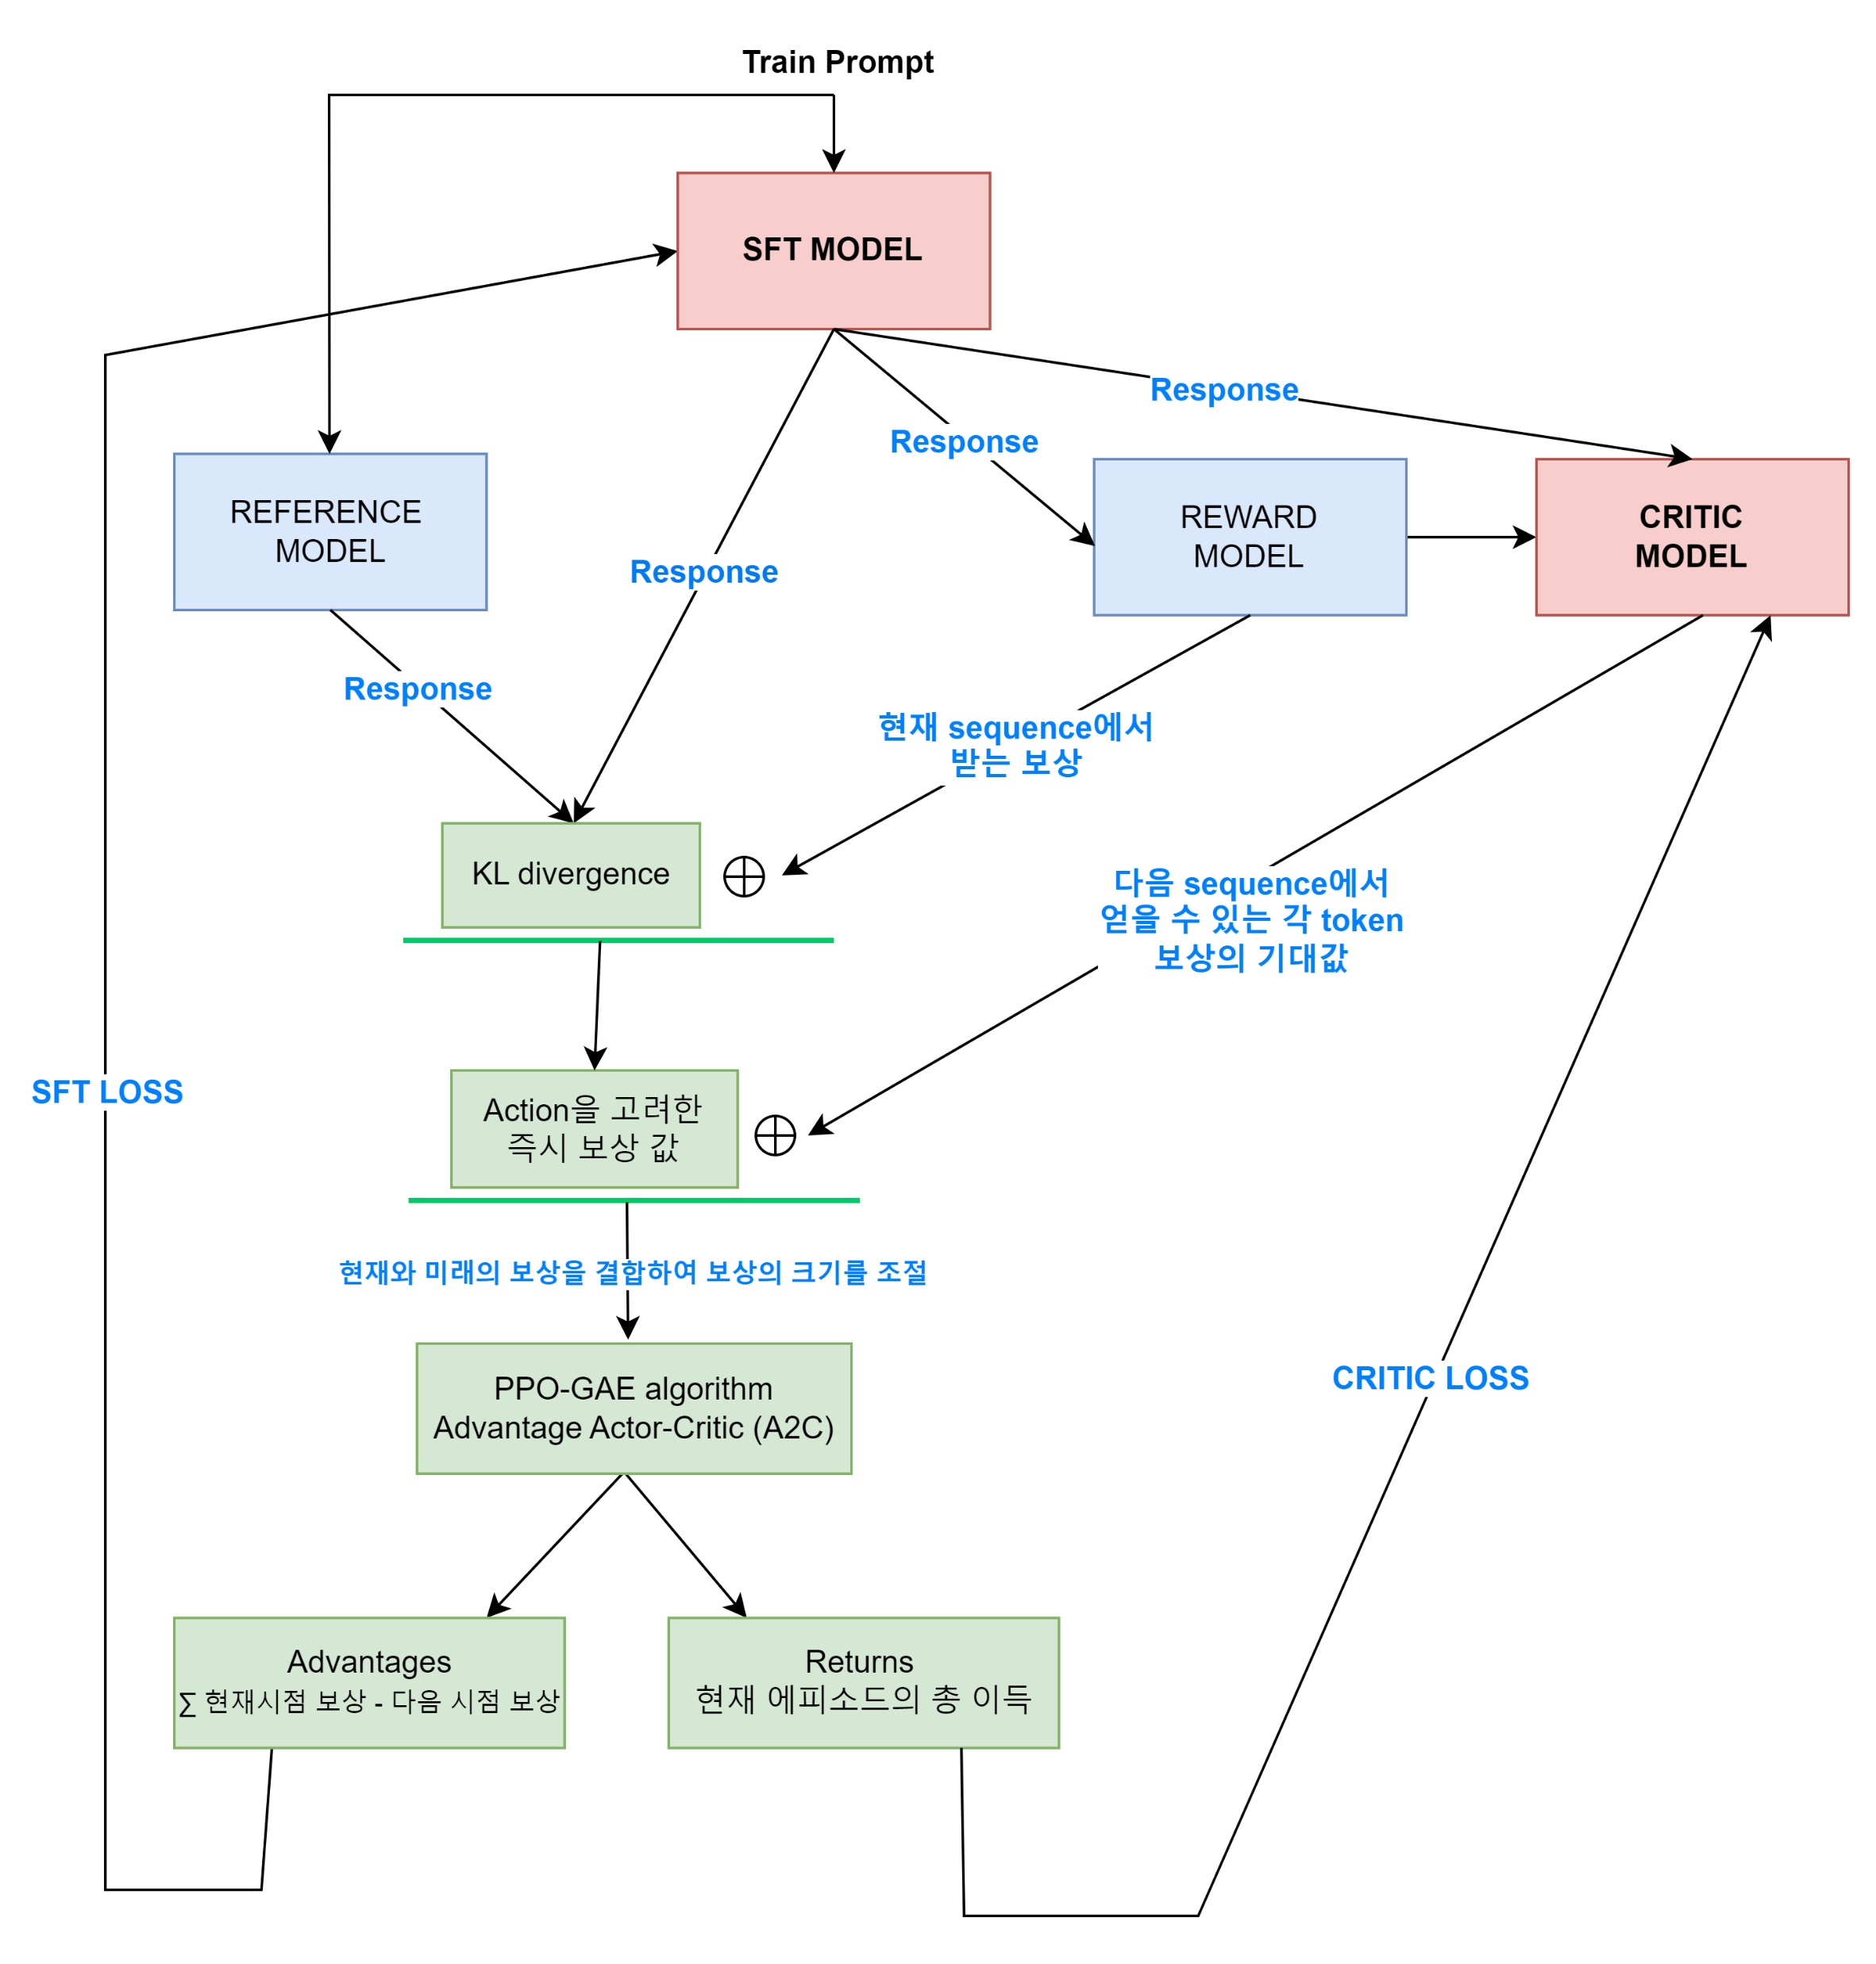 Train Prompt
SFT MODEL
Response
Response
REFERENCE
MODEL
REWARD
MODEL
CRITIC
MODEL
Response
Response
현재 sequence에서
받는 보상
KL divergence
다음 sequence에서
얻을 수 있는 각 token
보상의 기대값
SFT LOSS
Action을 고려한
즉시 보상 값
현재와 미래의 보상을 결합하여 보상의 크기를 조절
PPO-GAE algorithm
Advantage Actor-Critic (A2C)
CRITIC LOSS
Advantages
∑ 현재시점 보상 - 다음 시점 보상
Returns
현재 에피소드의 총 이득